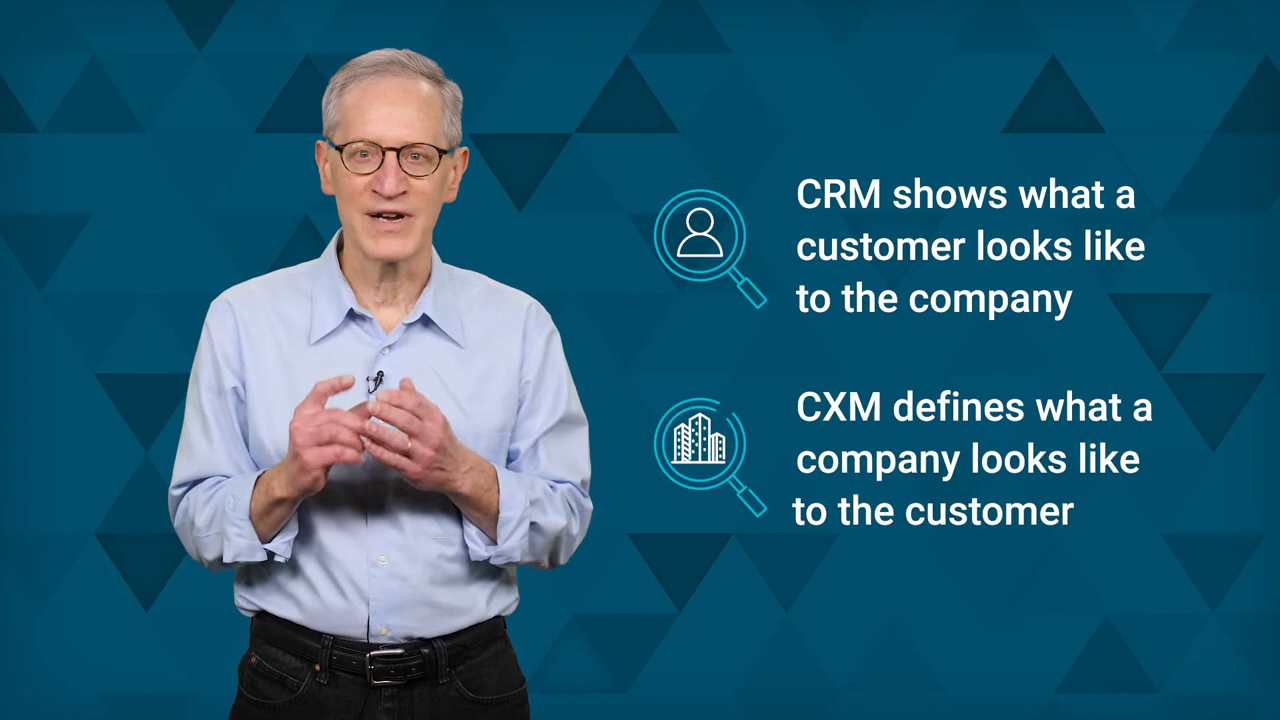 CRM shows what a
customer looks like
to the company
CXM defines what a
company looks like
to the customer